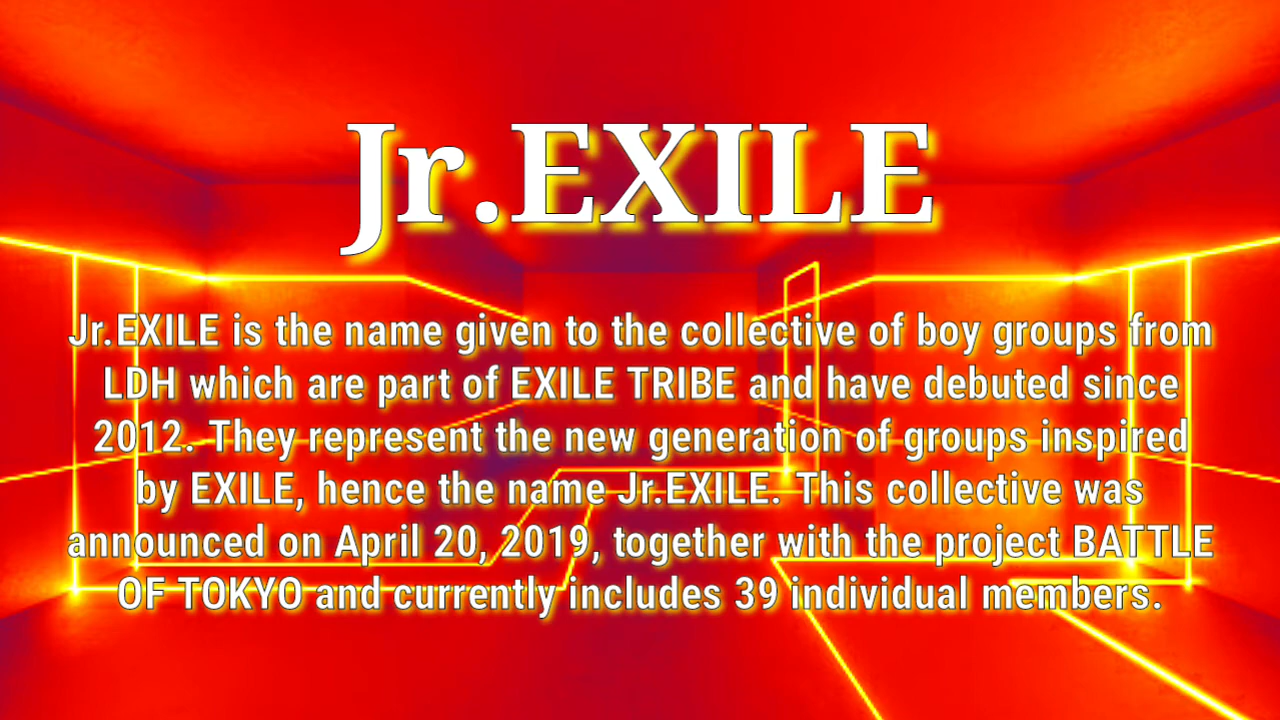 Jr.EXILE
Jr.EXILE is the name given to the collective of boy groups from
LDH which are part of EXILE TRIBE and have debuted since
2012. They represent the new generation of groups inspired
by EXILE, hence the name Jr.EXILE. This collective was
announced on April 20, 2019, together with the project BATTLE
OF TOKYO and currently includes 39 individual members.